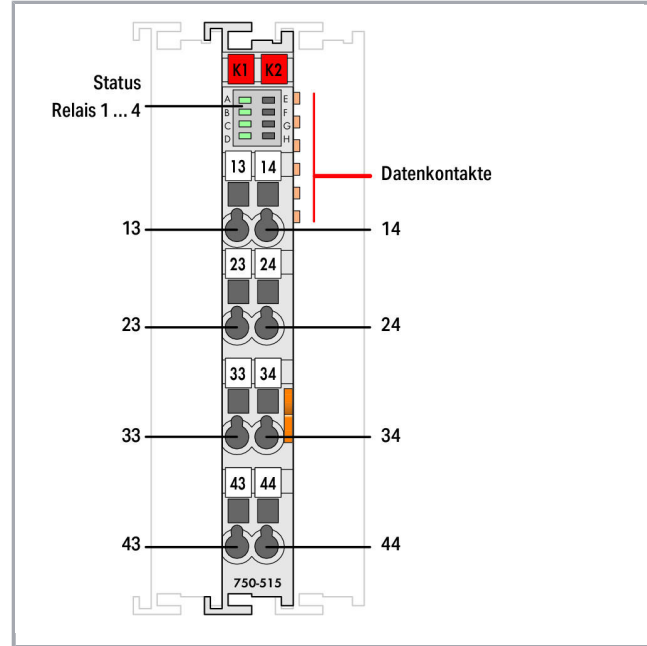 K1 K2
Status
Relais 1 ... 4
A E
B F
C G
D H
13 14
Datenkontakte
13 14
23 24
23 24
33 34
33 34
43 44
43 44
750-515